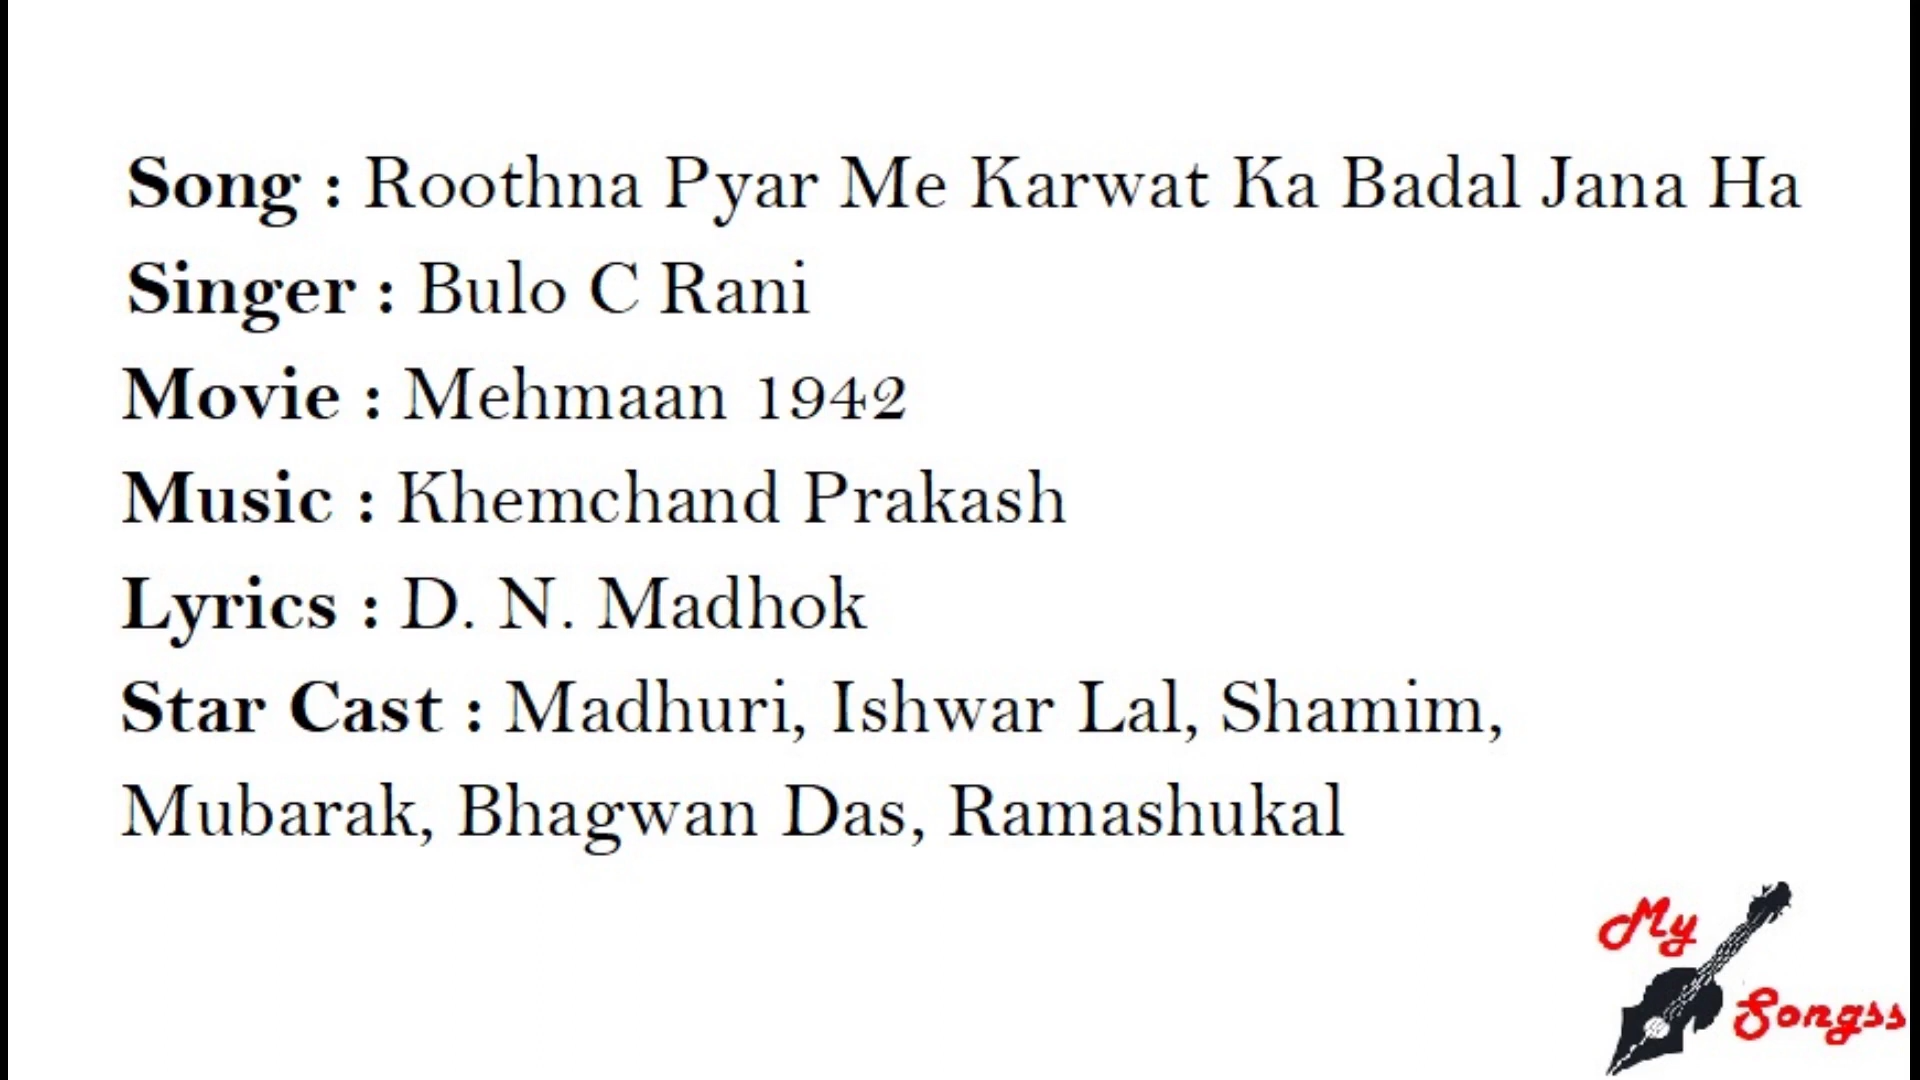 Song : Roothna Pyar Me Karwat Ka Badal Jana Ha
Singer : Bulo C Rani
Movie : Mehmaan 1942
Music : Khemchand Prakash
Lyrics : D. N. Madhok
Star Cast : Madhuri, Ishwar Lal, Shamim,
Mubarak, Bhagwan Das, Ramashukal
My
Songss